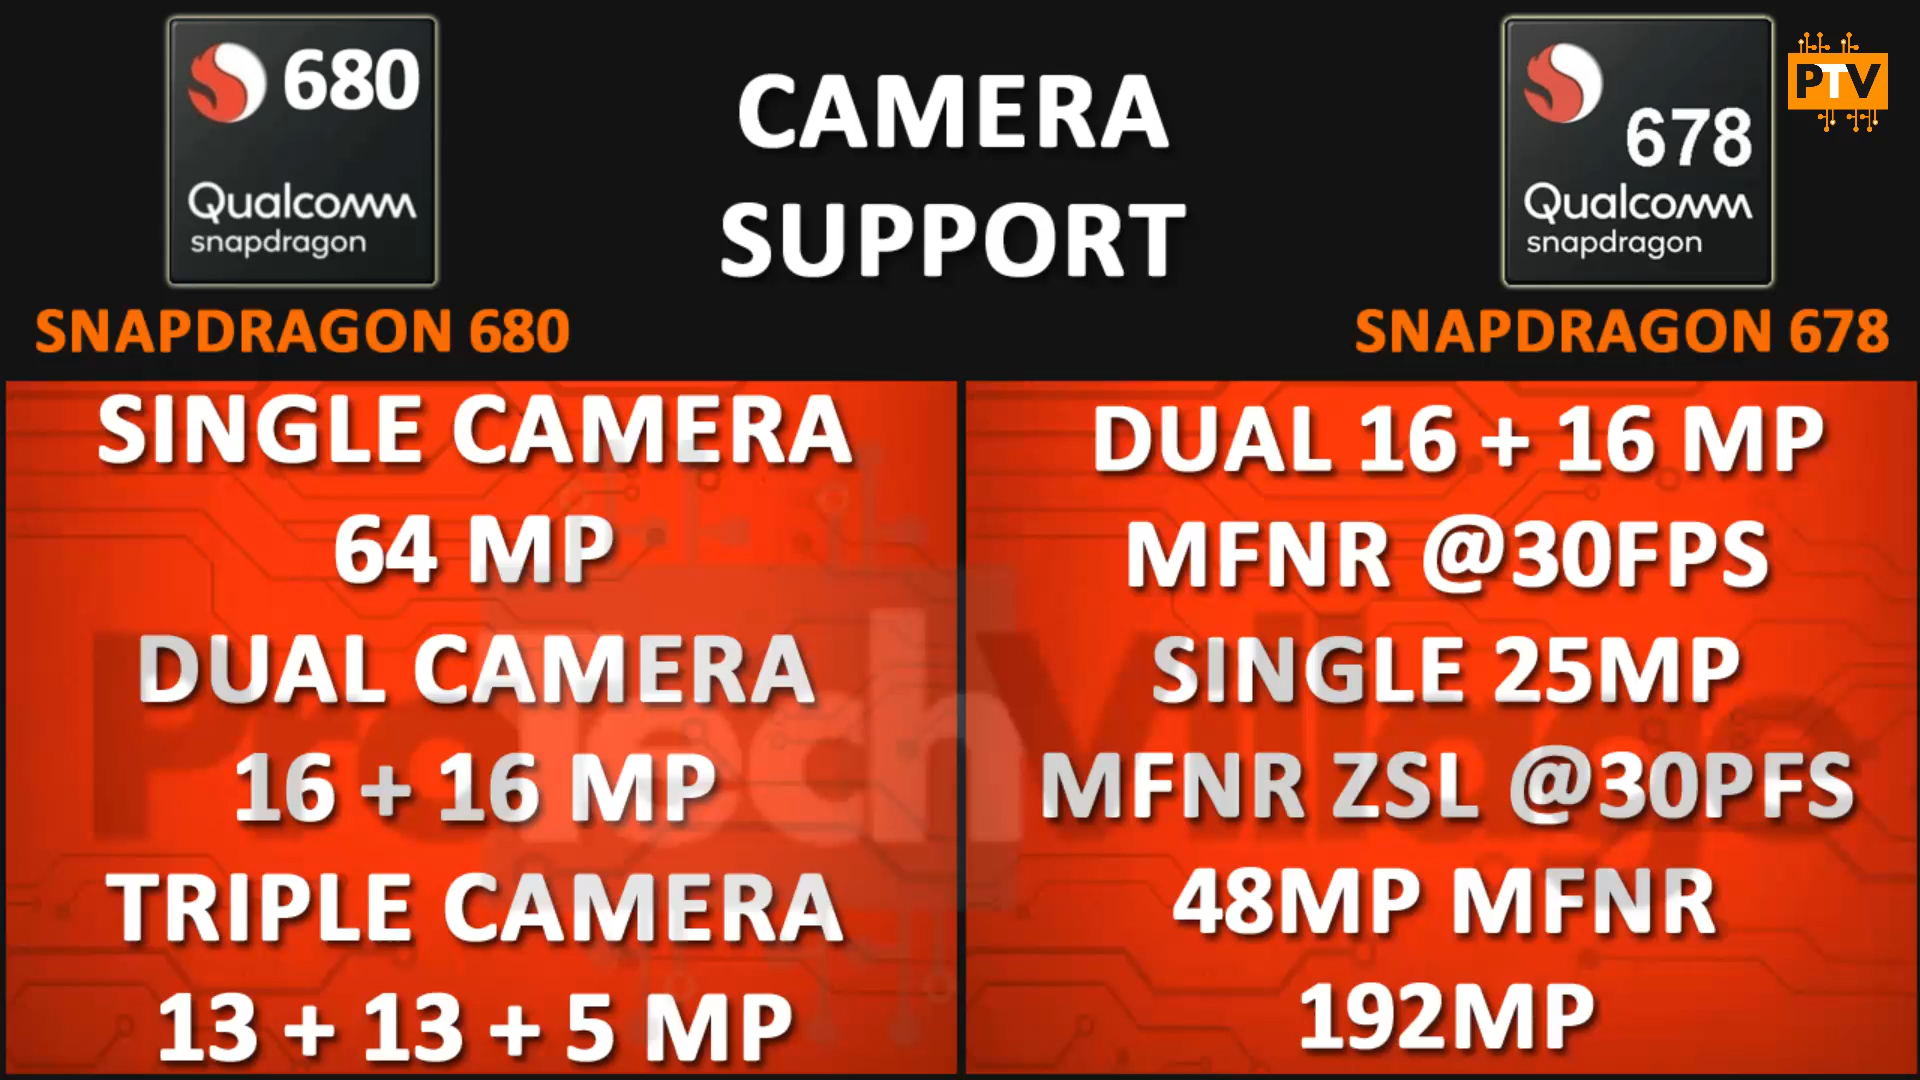 680
Qualcomm
snapdragon
SNAPDRAGON 680
CAMERA
SUPPORT
678
Qualcomm
snapdragon
PTV
SNAPDRAGON 678
SINGLE CAMERA
64 MP
DUAL CAMERA
16 + 16 MP
TRIPLE CAMERA
13 + 13 + 5 MP
DUAL 16 + 16 MP
MFNR @30FPS
SINGLE 25MP
MFNR ZSL @30PFS
48MP MFNR
192MP
ProTechVillage